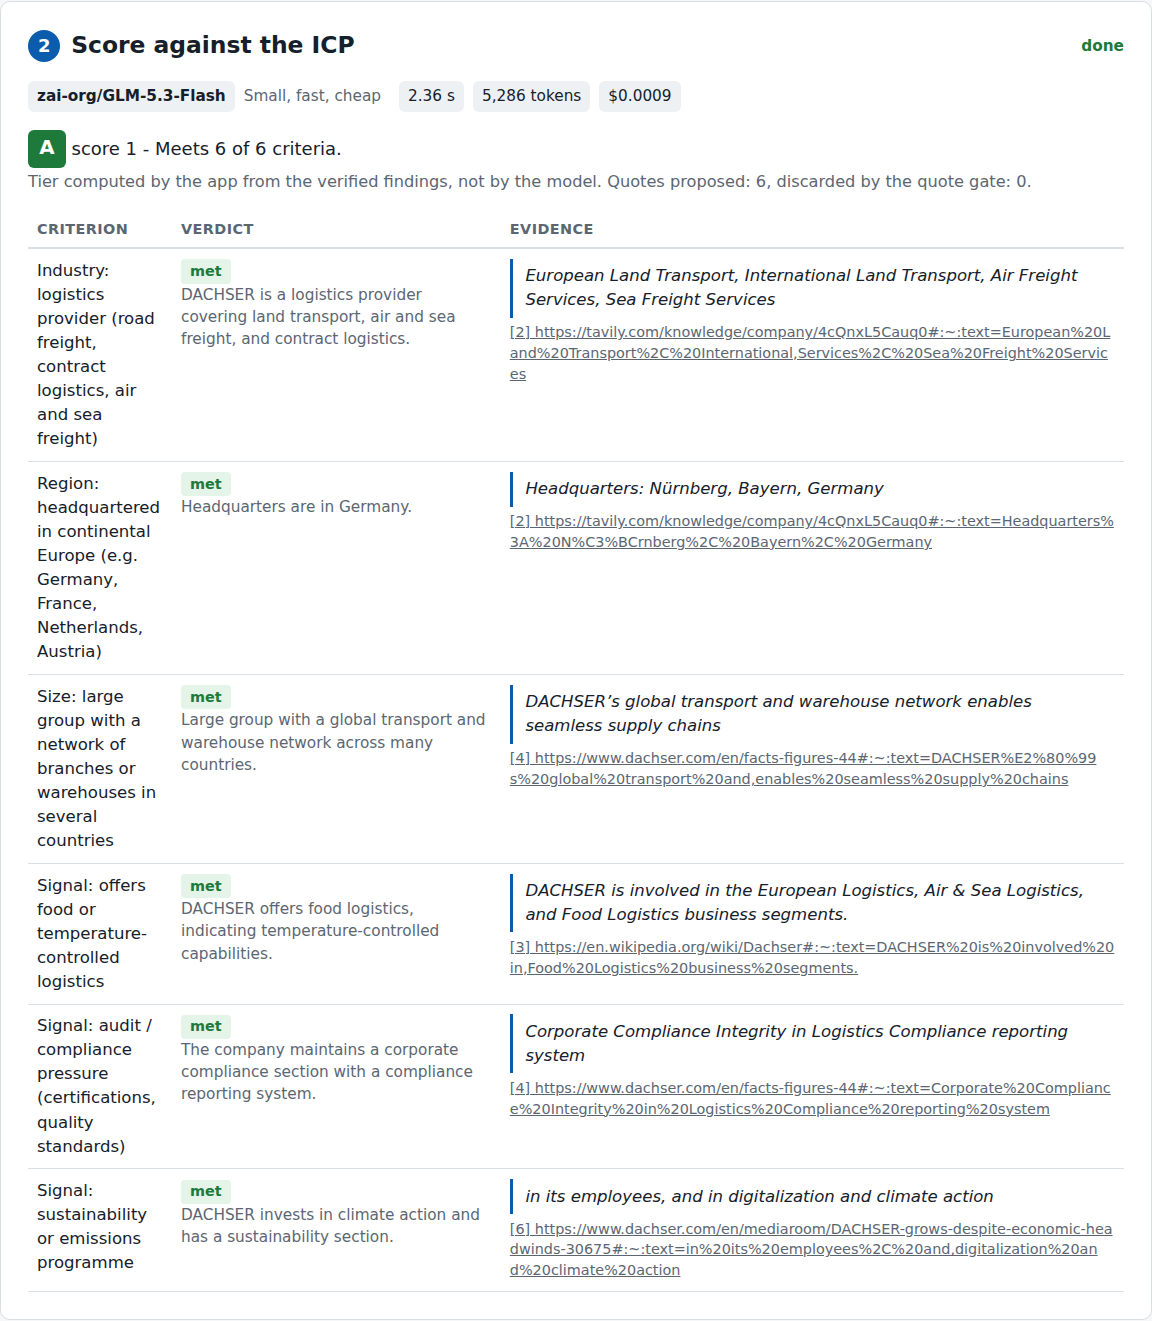 2 Score against the ICP done
zai-org/GLM-5.3-Flash Small, fast, cheap 2.36 s 5,286 tokens $0.0009
A score 1 - Meets 6 of 6 criteria.
Tier computed by the app from the verified findings, not by the model. Quotes proposed: 6, discarded by the quote gate: 0.
CRITERION VERDICT EVIDENCE
Industry:
logistics
provider (road
freight,
contract
logistics, air
and sea
freight)
met
DACHSER is a logistics provider
covering land transport, air and sea
freight, and contract logistics.
European Land Transport, International Land Transport, Air Freight
Services, Sea Freight Services
[2] https://tavily.com/knowledge/company/4cQnxL5Cauq0#:~:text=European%20L
and%20Transport%2C%20International,Services%2C%20Sea%20Freight%20Servic
es
Region:
headquartered
in continental
Europe (e.g.
Germany,
France,
Netherlands,
Austria)
met
Headquarters are in Germany.
Headquarters: Nürnberg, Bayern, Germany
[2] https://tavily.com/knowledge/company/4cQnxL5Cauq0#:~:text=Headquarters%
3A%20N%C3%BCrnberg%2C%20Bayern%2C%20Germany
Size: large
group with a
network of
branches or
warehouses in
several
countries
met
Large group with a global transport and
warehouse network across many
countries.
DACHSER’s global transport and warehouse network enables
seamless supply chains
[4] https://www.dachser.com/en/facts-figures-44#:~:text=DACHSER%E2%80%99
s%20global%20transport%20and,enables%20seamless%20supply%20chains
Signal: offers
food or
temperature-
controlled
logistics
met
DACHSER offers food logistics,
indicating temperature-controlled
capabilities.
DACHSER is involved in the European Logistics, Air & Sea Logistics,
and Food Logistics business segments.
[3] https://en.wikipedia.org/wiki/Dachser#:~:text=DACHSER%20is%20involved%20
in,Food%20Logistics%20business%20segments.
Signal: audit /
compliance
pressure
(certifications,
quality
standards)
met
The company maintains a corporate
compliance section with a compliance
reporting system.
Corporate Compliance Integrity in Logistics Compliance reporting
system
[4] https://www.dachser.com/en/facts-figures-44#:~:text=Corporate%20Complianc
e%20Integrity%20in%20Logistics%20Compliance%20reporting%20system
Signal:
sustainability
or emissions
programme
met
DACHSER invests in climate action and
has a sustainability section.
in its employees, and in digitalization and climate action
[6] https://www.dachser.com/en/mediaroom/DACHSER-grows-despite-economic-hea
dwinds-30675#:~:text=in%20its%20employees%2C%20and,digitalization%20an
d%20climate%20action